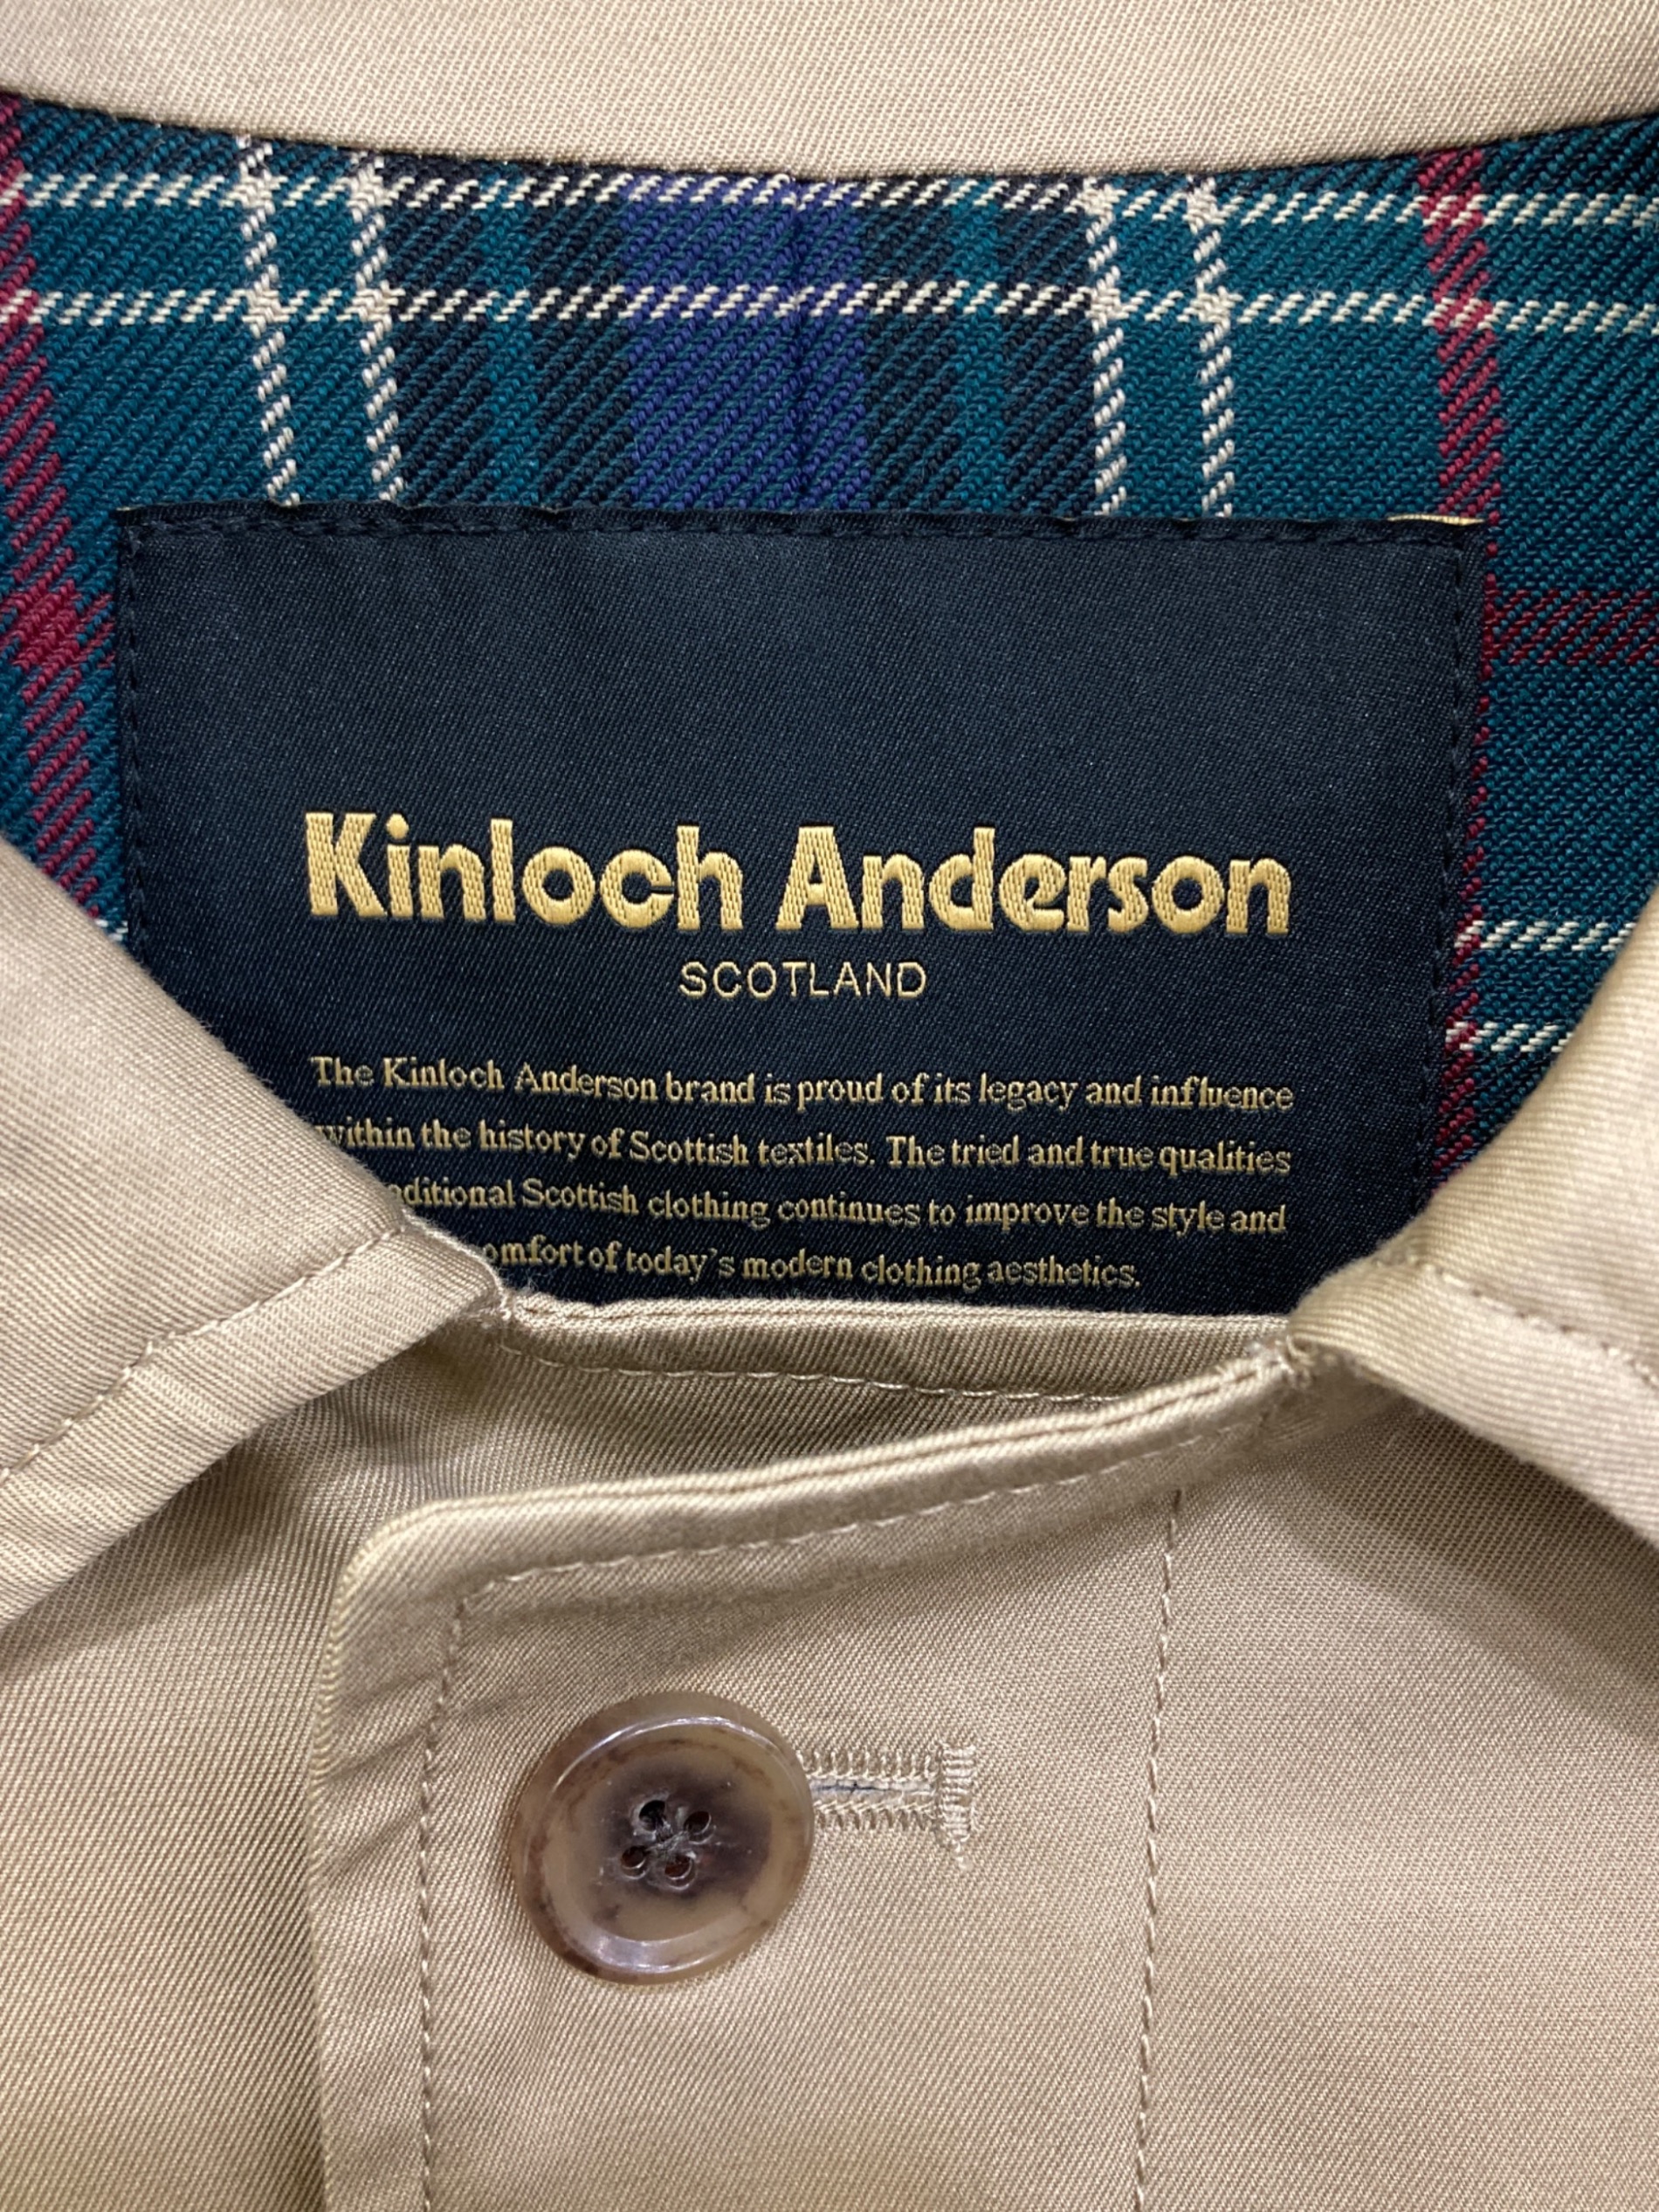 Kinloch Anderson
SCOTLAND
The Kinloch Anderson brand is proud of its legacy and influence
within the history of Scottish textiles. The tried and true qualities
Scottish clothing continues to improve the style and
of today's modern clothing aesthetics.